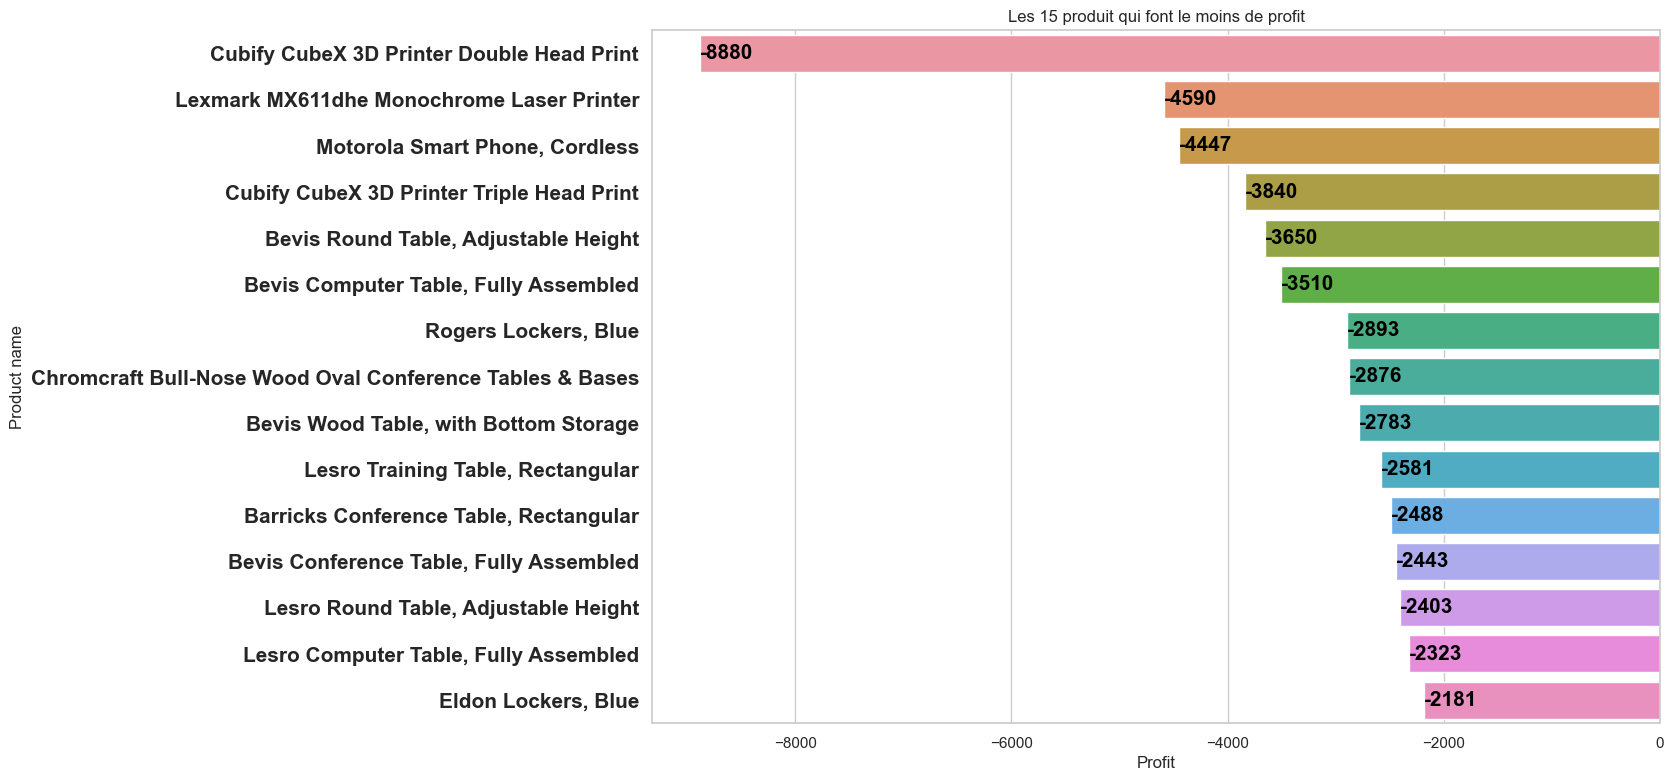 Les 15 produit qui font le moins de profit
Product name
Cubify CubeX 3D Printer Double Head Print -8880
Lexmark MX611dhe Monochrome Laser Printer -4590
Motorola Smart Phone, Cordless -4447
Cubify CubeX 3D Printer Triple Head Print -3840
Bevis Round Table, Adjustable Height -3650
Bevis Computer Table, Fully Assembled -3510
Rogers Lockers, Blue -2893
Chromcraft Bull-Nose Wood Oval Conference Tables & Bases -2876
Bevis Wood Table, with Bottom Storage -2783
Lesro Training Table, Rectangular -2581
Barricks Conference Table, Rectangular -2488
Bevis Conference Table, Fully Assembled -2443
Lesro Round Table, Adjustable Height -2403
Lesro Computer Table, Fully Assembled -2323
Eldon Lockers, Blue -2181
−8000 −6000 −4000 −2000 0
Profit